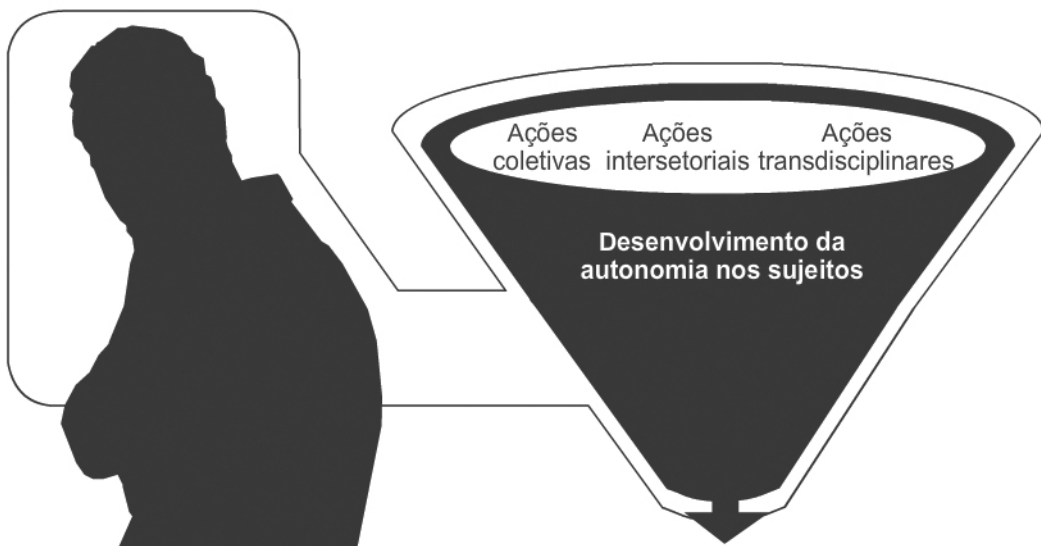 Ações Ações Ações
coletivas intersetoriais transdisciplinares
Desenvolvimento da
autonomia nos sujeitos